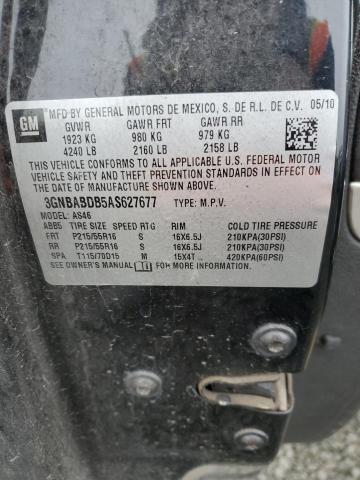 GM
MFD BY GENERAL MOTORS DE MEXICO, S. DE R.L. DE C.V. 05/10
GVWR GAWR FRT GAWR RR
1923 KG 980 KG 979 KG
4240 LB 2160 LB 2158 LB
THIS VEHICLE CONFORMS TO ALL APPLICABLE U.S. FEDERAL MOTOR
VEHICLE SAFETY AND THEFT PREVENTION STANDARDS IN EFFECT ON
THE DATE OF MANUFACTURE SHOWN ABOVE.
3GNBABDB5AS627677 TYPE: M.P.V.
MODEL: AS46
ABB5 TIRE SIZE SPEED RTG RIM COLD TIRE PRESSURE
FRT P215/55R16 S 16X6.5J 210KPA(30PSI)
RR P215/55R16 S 16X6.5J 210KPA(30PSI)
SPA T115/70D15 M 15X4T 420KPA(60PSI)
SEE OWNER'S MANUAL FOR ADDITIONAL INFORMATION.